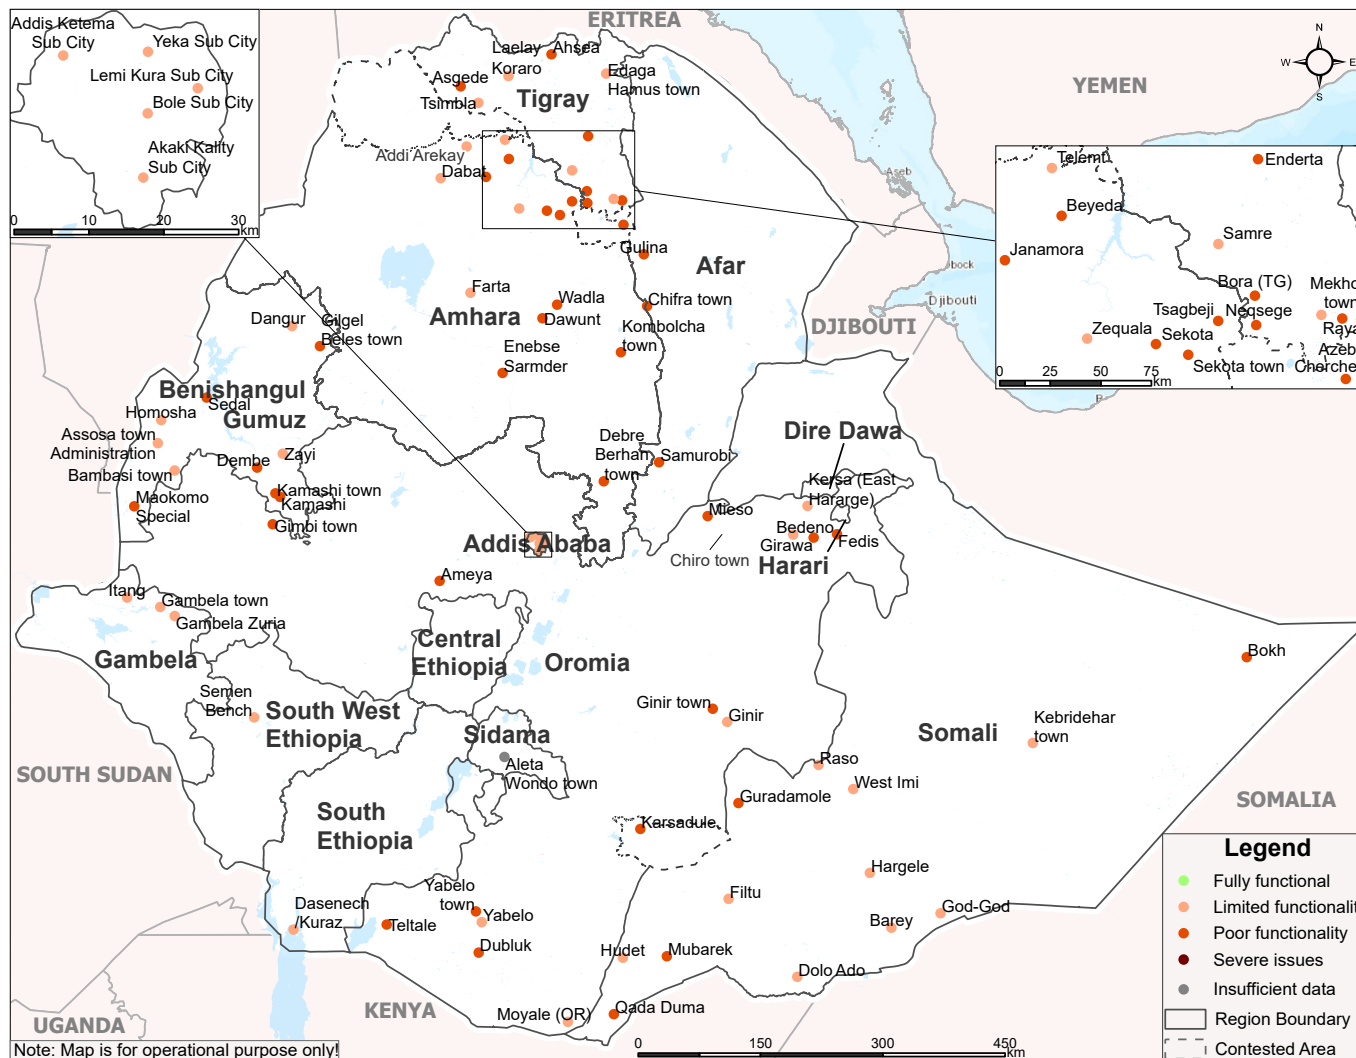 Addis Ketema
Sub City
Yeka Sub City
Lemi Kura Sub City
Bole Sub City
Akaki Kality
Sub City
0 10 20 30
km
ERITREA
YEMEN
N
W E
S
Laelay
Koraro
Ahsea
Asgede
Tsimbla
Edaga
Hamus town
Tigray
Addi Arekay
Dabat
Aseb
Telemt
Enderta
Beyeda
Janamora
Samre
Bora (TG)
Tsagbeji
Neqsege
Zequala
Sekota
Sekota town
town
Raya
Azeb
0 25 50 75
km
Gulina
Afar
Farta
Wadla
Dawunt
Amhara
Chifra town
Kombolcha
town
Enebse
Sarmder
DJIBOUTI
Djibouti
Dangur
Gilgel
Beles town
Benishangul
Gumuz
Sedal
Homosha
Assosa town
Administration
Bambasi town
Dembe
Zayi
Maokomo
Special
Kamashi town
Kamashi
Gimbi town
Debre
Berhan
town
Samurobi
Dire Dawa
Kersa (East
Hararge)
Mieso
Chiro town
Bedeno
Girawa
Fedis
Harari
Addis Ababa
Ameya
Itang
Gambela town
Gambela Zuria
Gambela
Central
Ethiopia
Oromia
Bokh
Semen
Bench
South West
Ethiopia
Ginir town
Ginir
Kebridehar
town
Somali
Sidama
Aleta
Wondo town
SOUTH SUDAN
South
Ethiopia
Raso
West Imi
Guradamole
Karsadule
SOMALIA
Hargele
Filtu
God-God
Barey
Dasenech
/Kuraz
Yabelo
town
Yabelo
Teltale
Dubluk
Hudet
Mubarek
Dolo Ado
KENYA
Moyale (OR)
Qada Duma
UGANDA
Note: Map is for operational purpose only!
0 150 300 450
km
Legend
Fully functional
Limited functionalit
Poor functionality
Severe issues
Insufficient data
Region Boundary
Contested Area